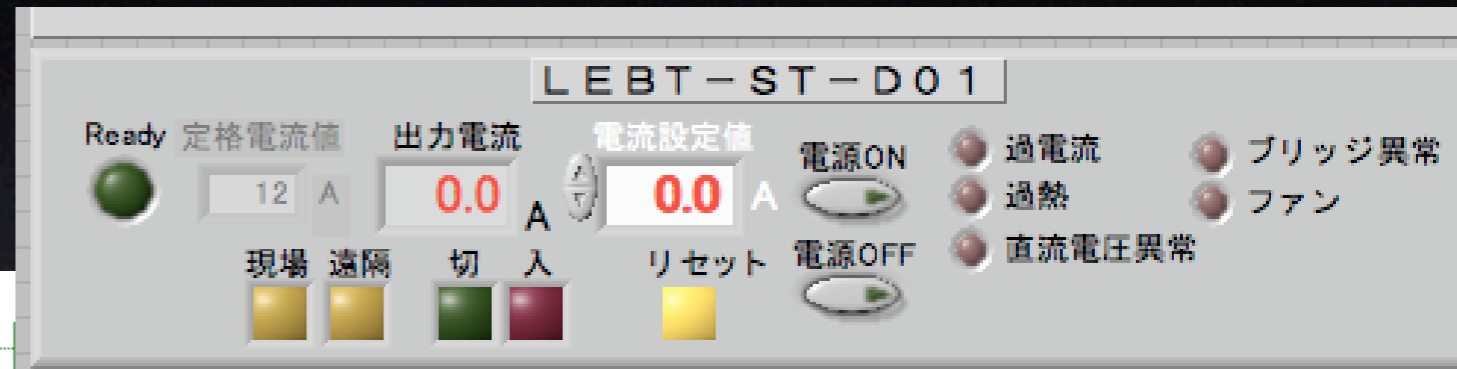 LEBT－ST－D01
Ready 定格電流値 出力電流 電流設定値 電源ON 過電流 ブリッジ異常
12 A 0.0 A 0.0 A 過熱 ファン
現場 遠隔 切 入 リセット 電源OFF 直流電圧異常